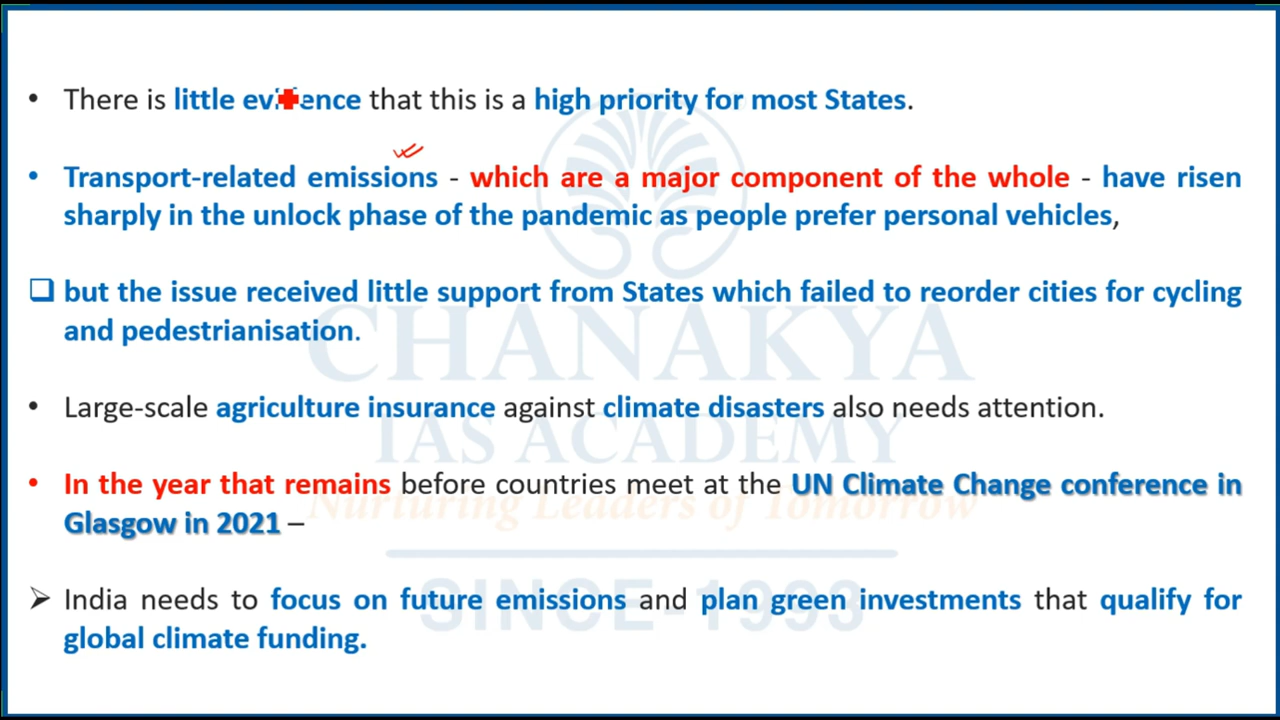 • There is little evidence that this is a high priority for most States.
• Transport-related emissions - which are a major component of the whole - have risen
sharply in the unlock phase of the pandemic as people prefer personal vehicles,
❑ but the issue received little support from States which failed to reorder cities for cycling
and pedestrianisation.
• Large-scale agriculture insurance against climate disasters also needs attention.
• In the year that remains before countries meet at the UN Climate Change conference in
Glasgow in 2021 –
➢ India needs to focus on future emissions and plan green investments that qualify for
global climate funding.
CHANAKYA
IAS ACADEMY
Nurturing Leaders of Tomorrow
SINCE-1993